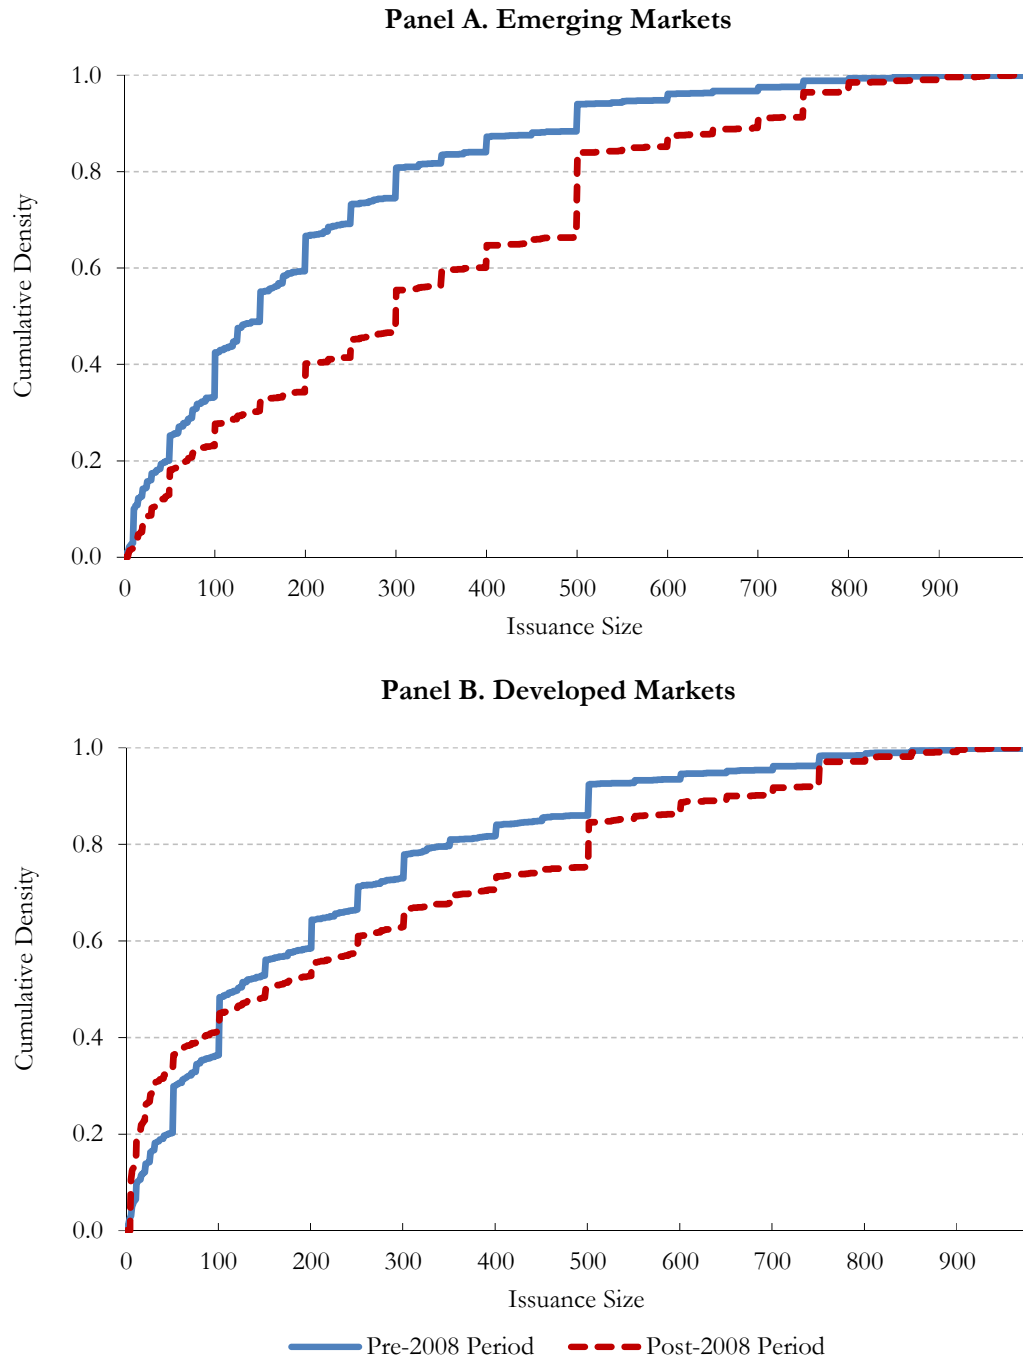 Panel A. Emerging Markets
1.0
0.8
0.6
0.4
0.2
0.0
Cumulative Density
0 100 200 300 400 500 600 700 800 900
Issuance Size
Panel B. Developed Markets
1.0
0.8
0.6
0.4
0.2
0.0
Cumulative Density
0 100 200 300 400 500 600 700 800 900
Issuance Size
Pre-2008 Period Post-2008 Period